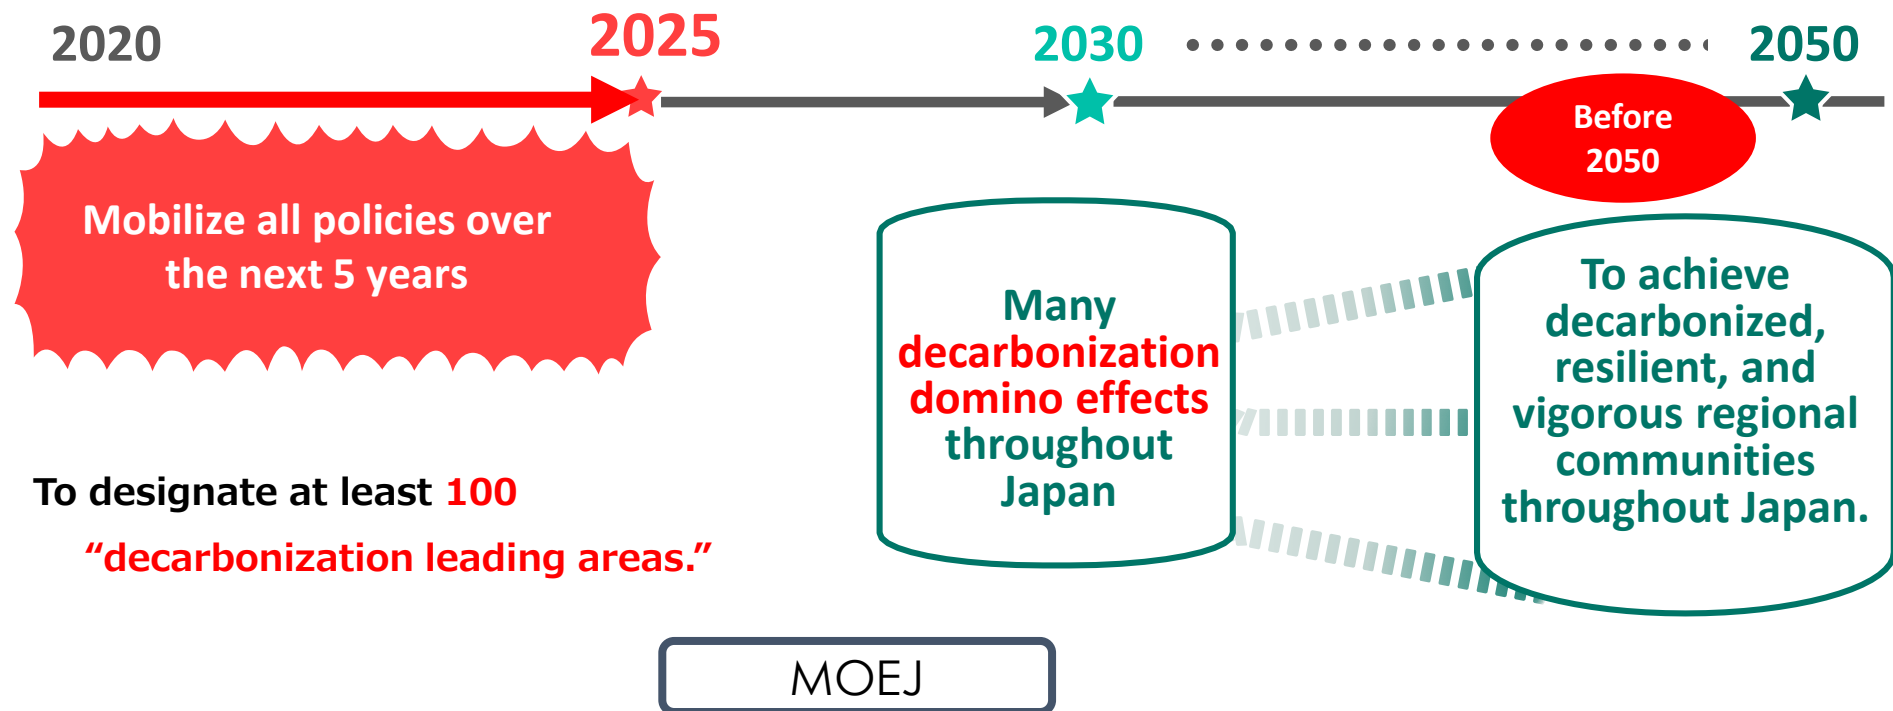 2020
2025
2030
2050
Before
2050
Mobilize all policies over
the next 5 years
Many
decarbonization
domino effects
throughout
Japan
To achieve
decarbonized,
resilient, and
vigorous regional
communities
throughout Japan.
To designate at least 100
“decarbonization leading areas.”
MOEJ